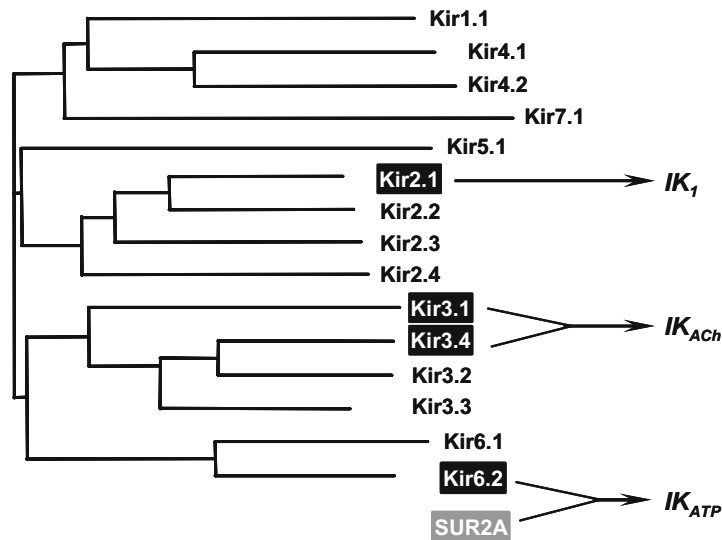 Kir1.1
Kir4.1
Kir4.2
Kir7.1
Kir5.1
Kir2.1
IK1
Kir2.2
Kir2.3
Kir2.4
Kir3.1
IKACh
Kir3.4
Kir3.2
Kir3.3
Kir6.1
Kir6.2
IKATP
SUR2A